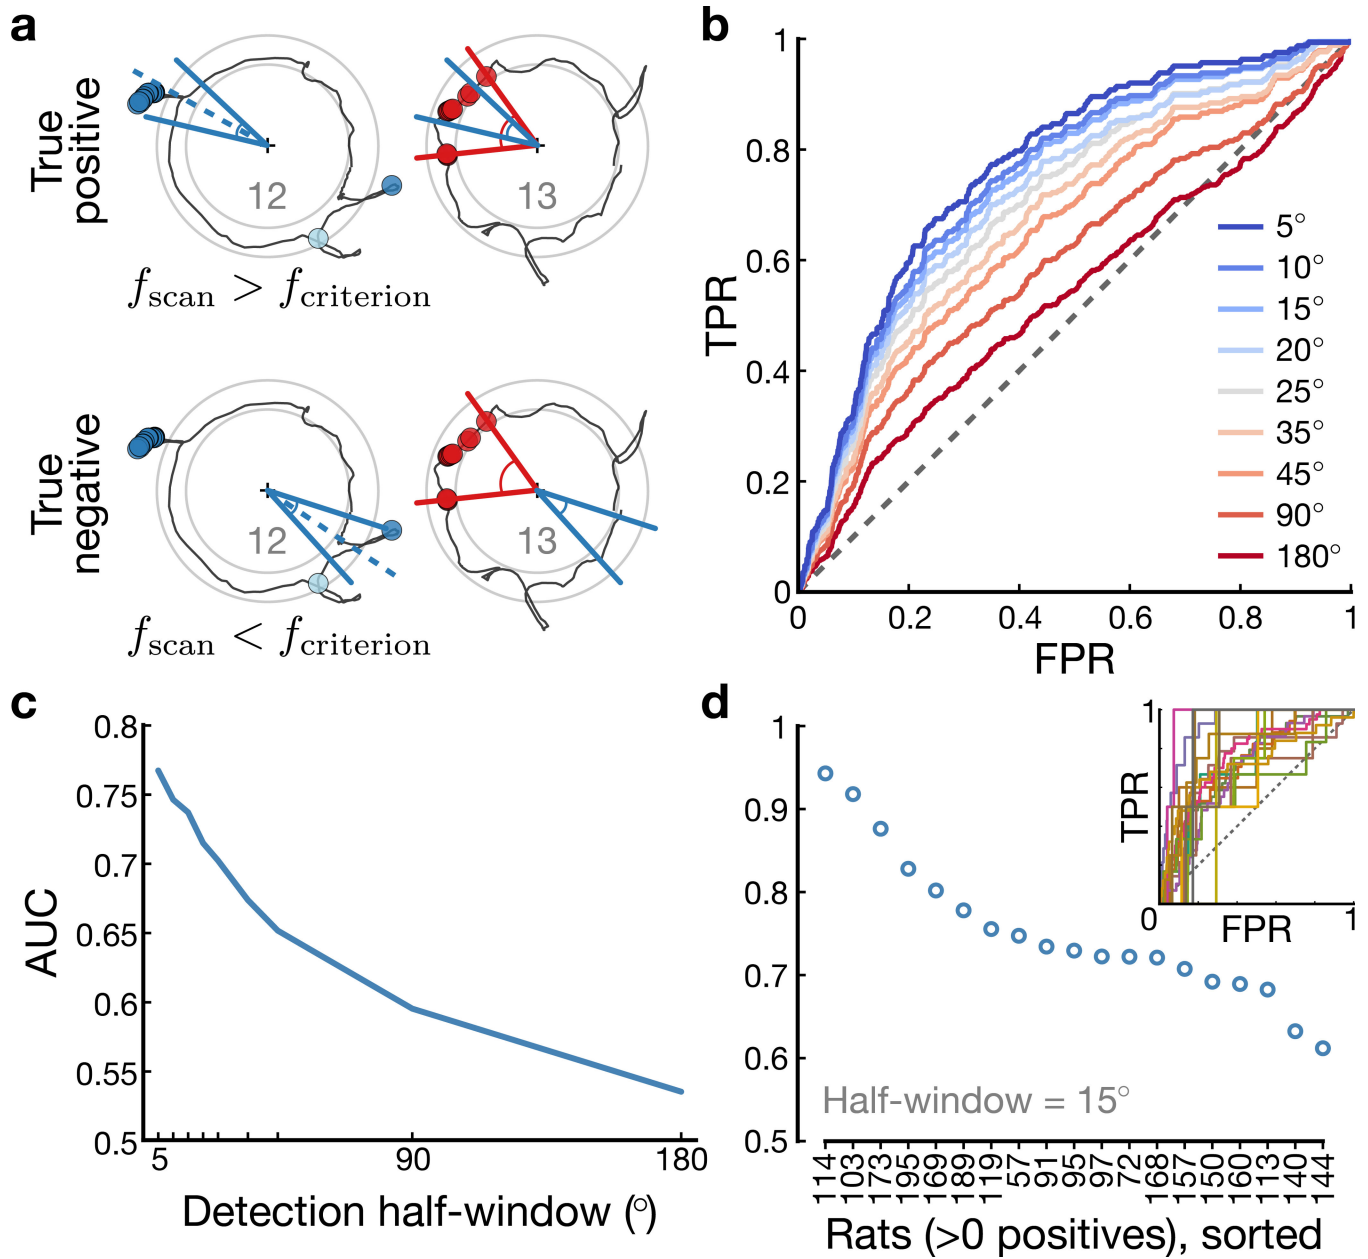 a
True
positive
12
13
f scan > f criterion
True
negative
12
13
f scan < f criterion
b
TPR
1
0.8
0.6
0.4
0.2
0
0 0.2 0.4 0.6 0.8 1
FPR
5°
10°
15°
20°
25°
35°
45°
90°
180°
c
AUC
0.8
0.75
0.7
0.65
0.6
0.55
0.5
5 90 180
Detection half-window (°)
d
1
0.9
0.8
0.7
0.6
0.5
1
TPR
0 1
FPR
Half-window = 15°
114 103 173 195 169 189 119 57 91 95 97 72 168 157 150 160 113 140 144
Rats (>0 positives), sorted